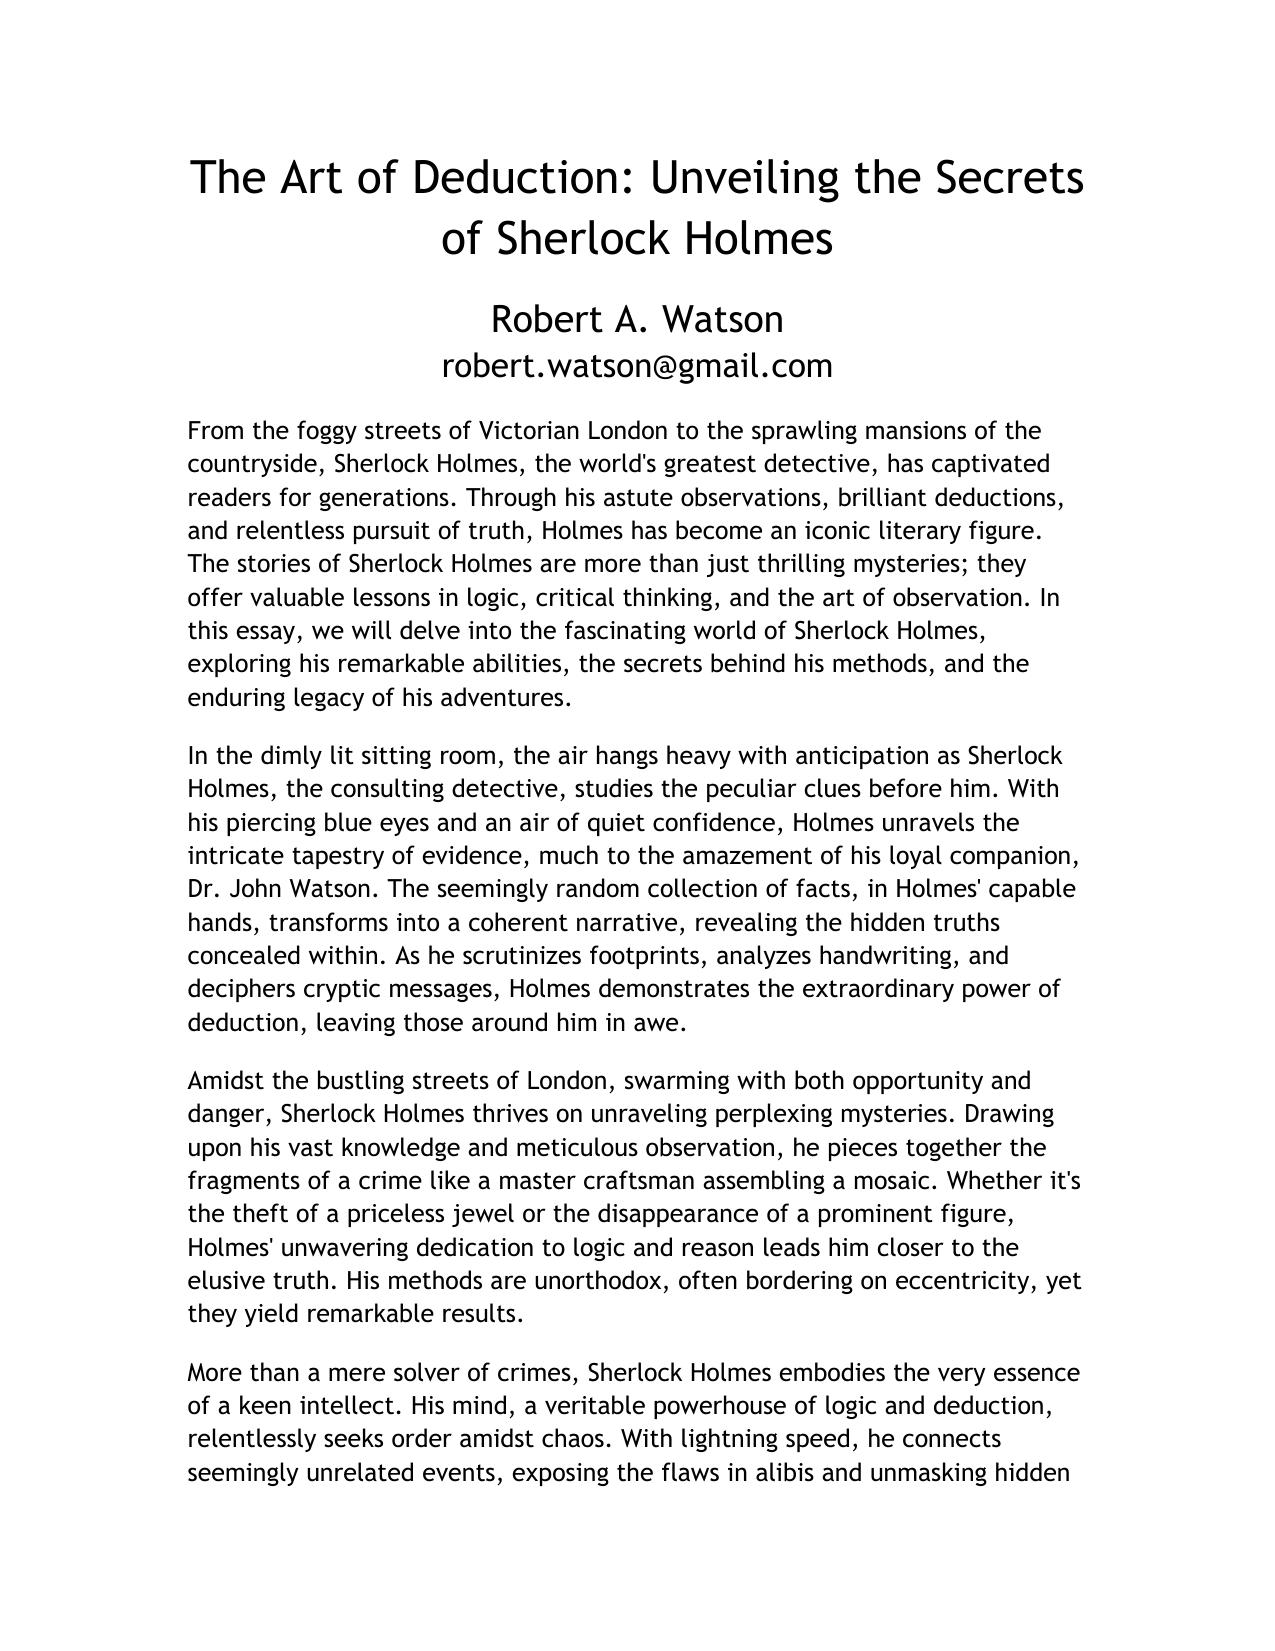 The Art of Deduction: Unveiling the Secrets
of Sherlock Holmes
Robert A. Watson
robert.watson@gmail.com
From the foggy streets of Victorian London to the sprawling mansions of the
countryside, Sherlock Holmes, the world's greatest detective, has captivated
readers for generations. Through his astute observations, brilliant deductions,
and relentless pursuit of truth, Holmes has become an iconic literary figure.
The stories of Sherlock Holmes are more than just thrilling mysteries; they
offer valuable lessons in logic, critical thinking, and the art of observation. In
this essay, we will delve into the fascinating world of Sherlock Holmes,
exploring his remarkable abilities, the secrets behind his methods, and the
enduring legacy of his adventures.
In the dimly lit sitting room, the air hangs heavy with anticipation as Sherlock
Holmes, the consulting detective, studies the peculiar clues before him. With
his piercing blue eyes and an air of quiet confidence, Holmes unravels the
intricate tapestry of evidence, much to the amazement of his loyal companion,
Dr. John Watson. The seemingly random collection of facts, in Holmes' capable
hands, transforms into a coherent narrative, revealing the hidden truths
concealed within. As he scrutinizes footprints, analyzes handwriting, and
deciphers cryptic messages, Holmes demonstrates the extraordinary power of
deduction, leaving those around him in awe.
Amidst the bustling streets of London, swarming with both opportunity and
danger, Sherlock Holmes thrives on unraveling perplexing mysteries. Drawing
upon his vast knowledge and meticulous observation, he pieces together the
fragments of a crime like a master craftsman assembling a mosaic. Whether it's
the theft of a priceless jewel or the disappearance of a prominent figure,
Holmes' unwavering dedication to logic and reason leads him closer to the
elusive truth. His methods are unorthodox, often bordering on eccentricity, yet
they yield remarkable results.
More than a mere solver of crimes, Sherlock Holmes embodies the very essence
of a keen intellect. His mind, a veritable powerhouse of logic and deduction,
relentlessly seeks order amidst chaos. With lightning speed, he connects
seemingly unrelated events, exposing the flaws in alibis and unmasking hidden